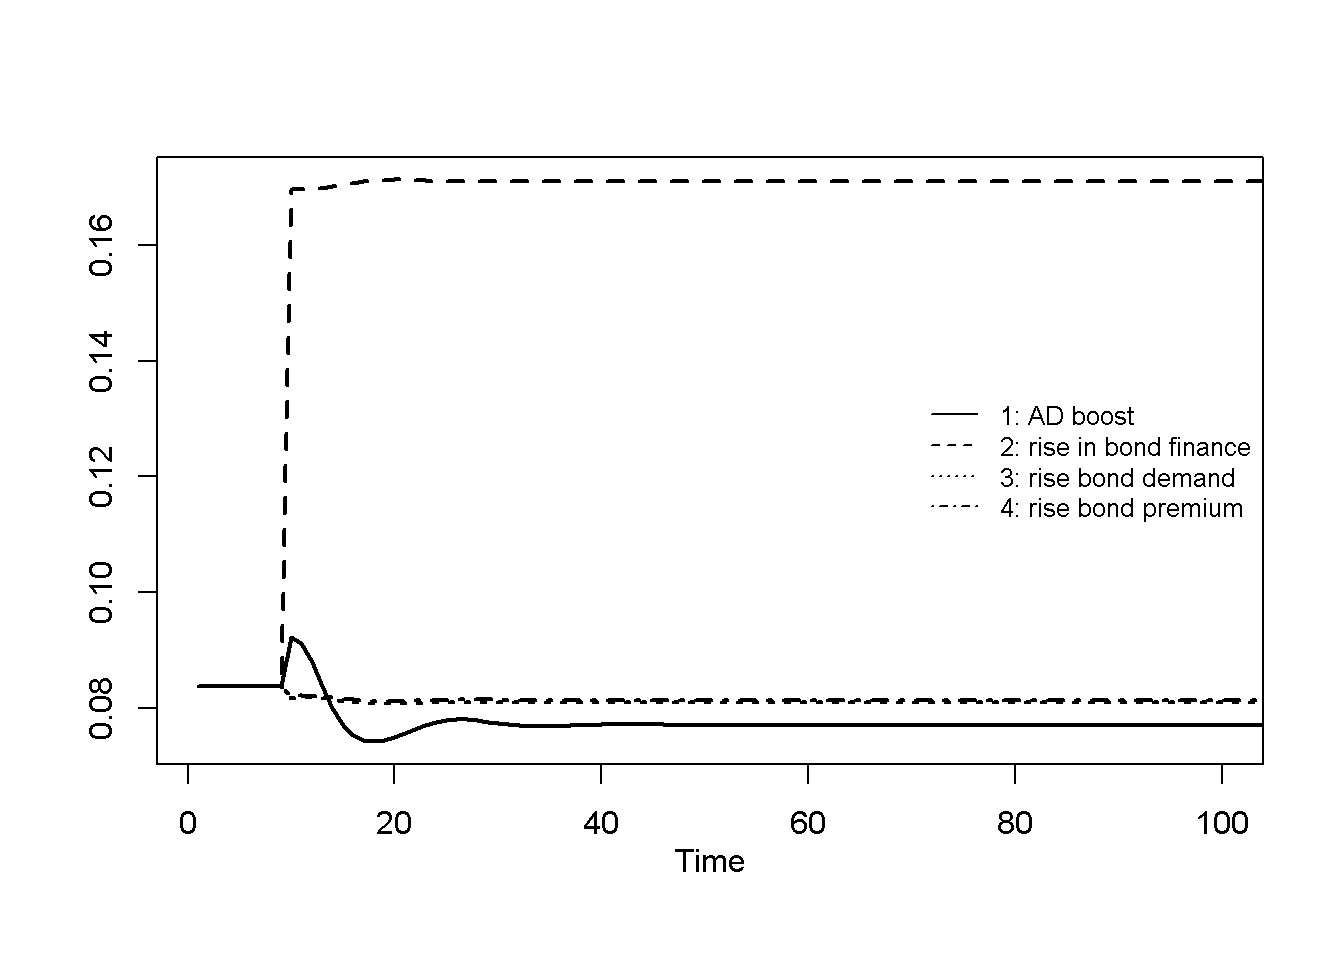 0.16
0.14
0.12
0.10
0.08
1: AD boost
2: rise in bond finance
3: rise bond demand
4: rise bond premium
0 20 40 60 80 100
Time